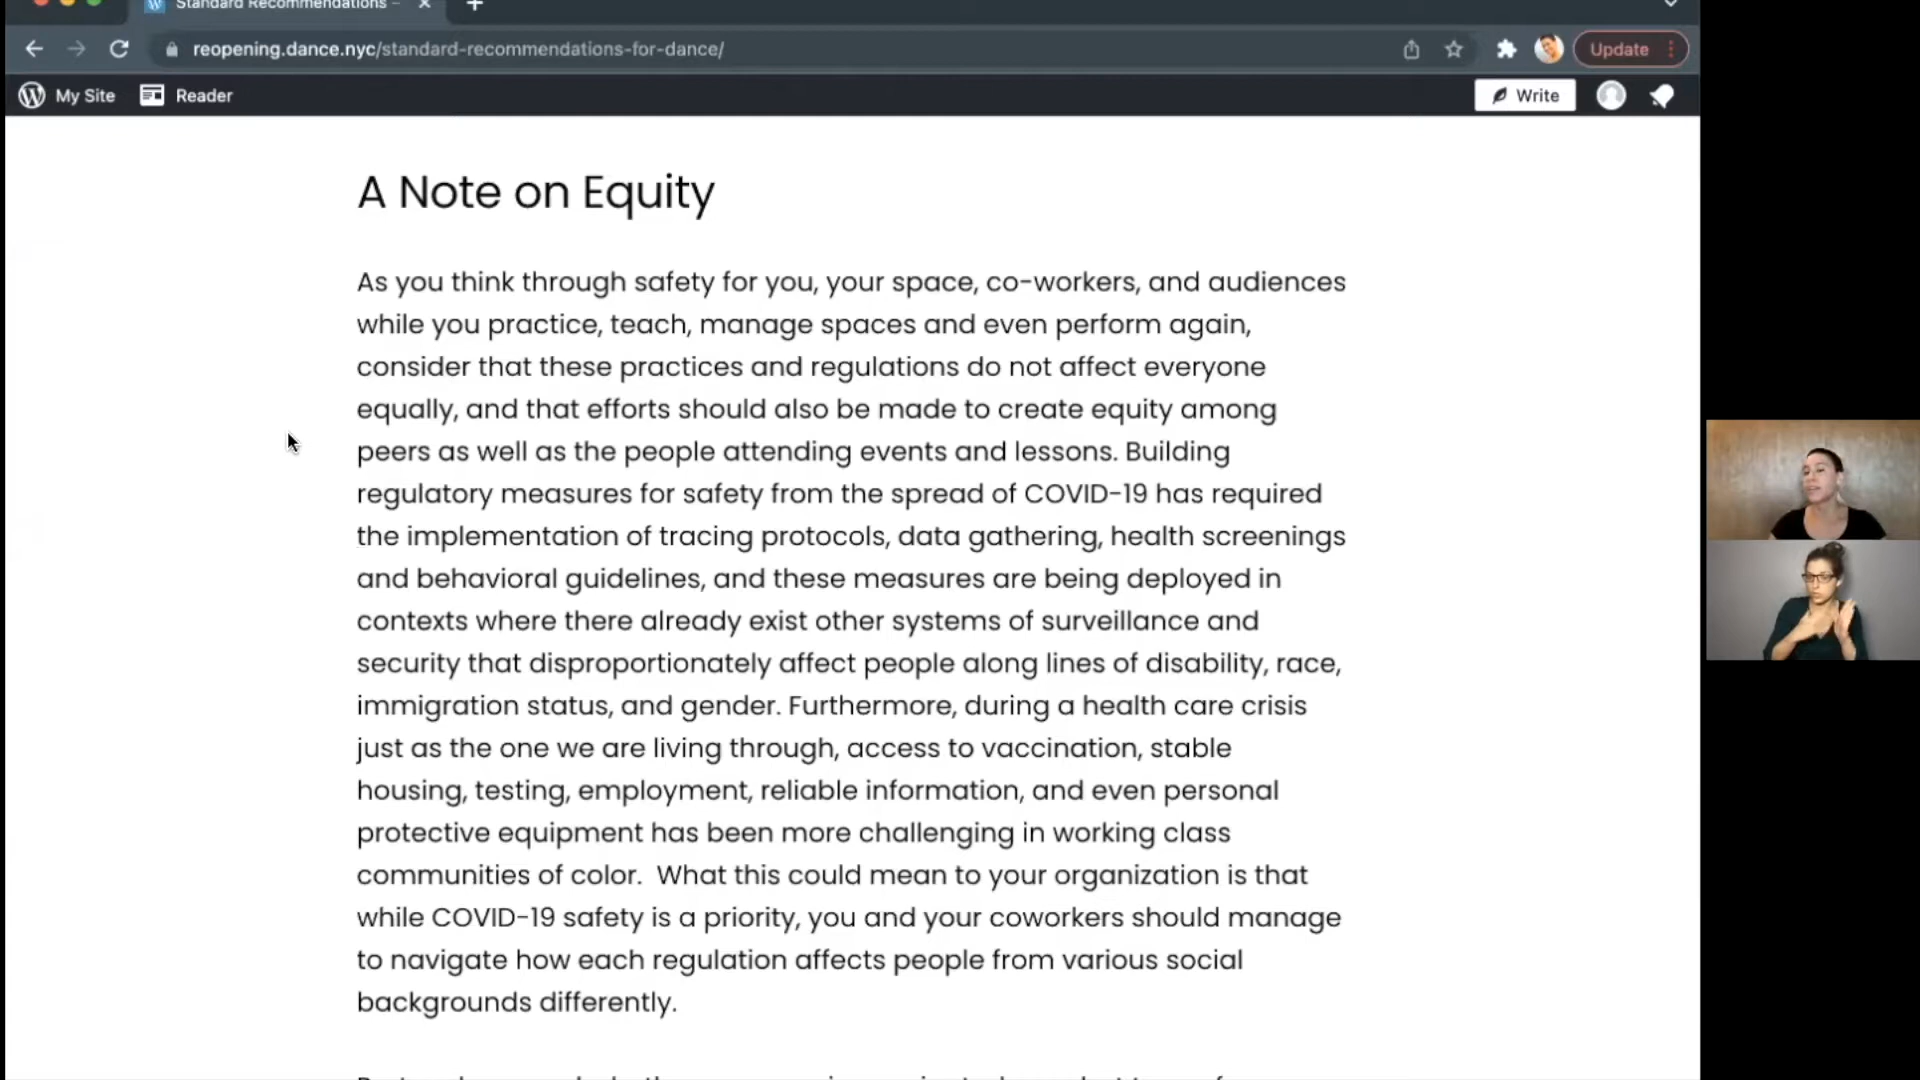 Standard Recommendations –
reopening.dance.nyc/standard-recommendations-for-dance/
Update
My Site
Reader
Write
A Note on Equity
As you think through safety for you, your space, co-workers, and audiences
while you practice, teach, manage spaces and even perform again,
consider that these practices and regulations do not affect everyone
equally, and that efforts should also be made to create equity among
peers as well as the people attending events and lessons. Building
regulatory measures for safety from the spread of COVID-19 has required
the implementation of tracing protocols, data gathering, health screenings
and behavioral guidelines, and these measures are being deployed in
contexts where there already exist other systems of surveillance and
security that disproportionately affect people along lines of disability, race,
immigration status, and gender. Furthermore, during a health care crisis
just as the one we are living through, access to vaccination, stable
housing, testing, employment, reliable information, and even personal
protective equipment has been more challenging in working class
communities of color.  What this could mean to your organization is that
while COVID-19 safety is a priority, you and your coworkers should manage
to navigate how each regulation affects people from various social
backgrounds differently.